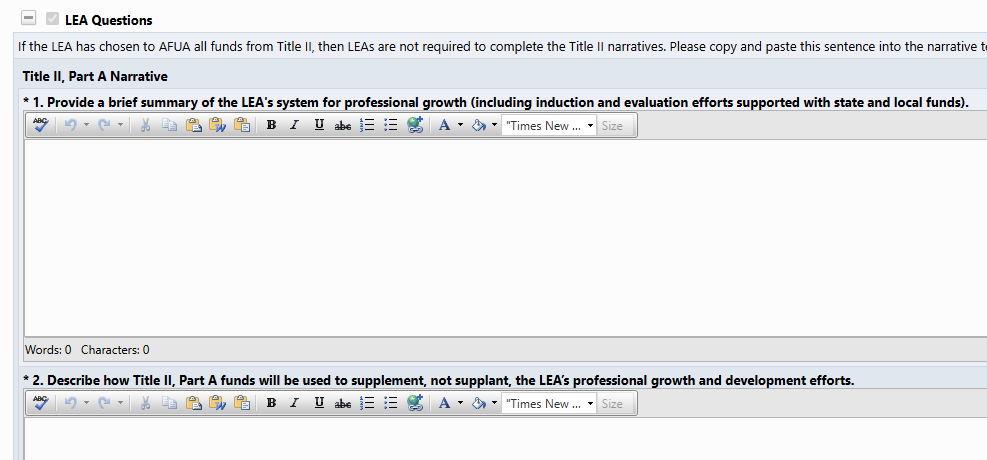 LEA Questions
If the LEA has chosen to AFUA all funds from Title II, then LEAs are not required to complete the Title II narratives. Please copy and paste this sentence into the narrative
Title II, Part A Narrative
* 1. Provide a brief summary of the LEA's system for professional growth (including induction and evaluation efforts supported with state and local funds).
ABC B I U abc A "Times New ... Size
Words: 0 Characters: 0
* 2. Describe how Title II, Part A funds will be used to supplement, not supplant, the LEA’s professional growth and development efforts.
ABC B I U abc A "Times New ... Size